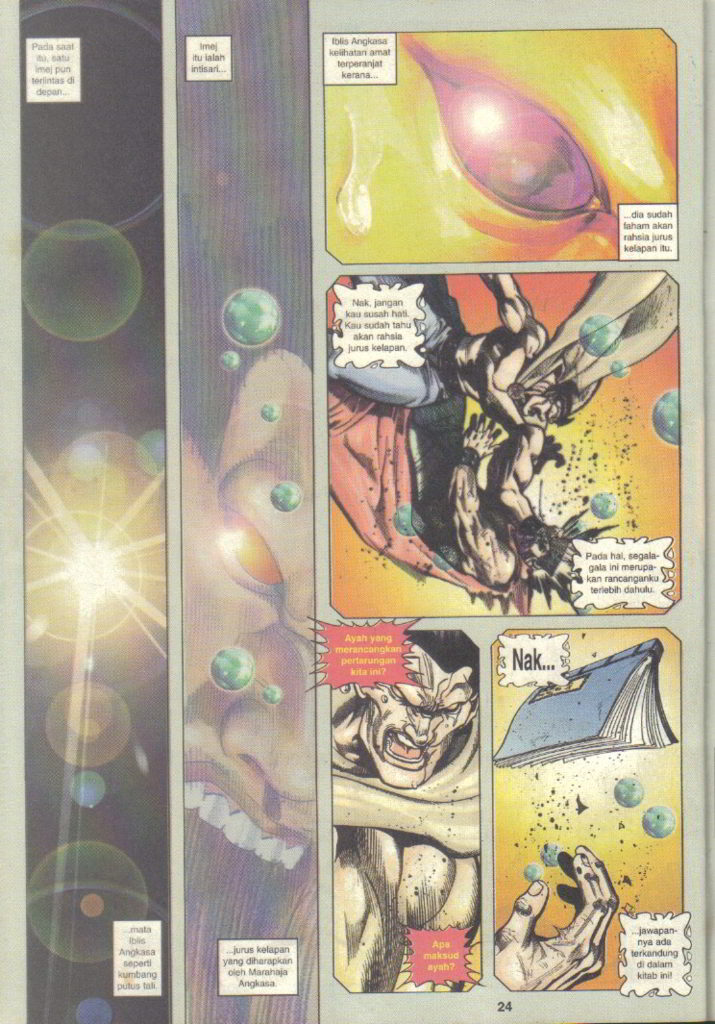 Pada saat
itu, satu
imej pun
terlintas di
depan...
...mata
Iblis
Angkasa
seperti
kumbang
putus tali.
Imej
itu ialah
intisari...
...jurus kelapan
yang diharapkan
oleh Marahaja
Angkasa.
Iblis Angkasa
kelihatan amat
terperanjat
kerana...
...dia sudah
faham akan
rahsia jurus
kelapan itu.
Nak, jangan
kau susah hati.
Kau sudah tahu
akan rahsia
jurus kelapan.
Pada hal, segala-
gala ini merupa-
kan rancanganku
terlebih dahulu.
Ayah yang
merancangkan
pertarungan
kita ini?
Apa
maksud
ayah?
Nak...
...jawapan-
nya ada
terkandung
di dalam
kitab ini!
24